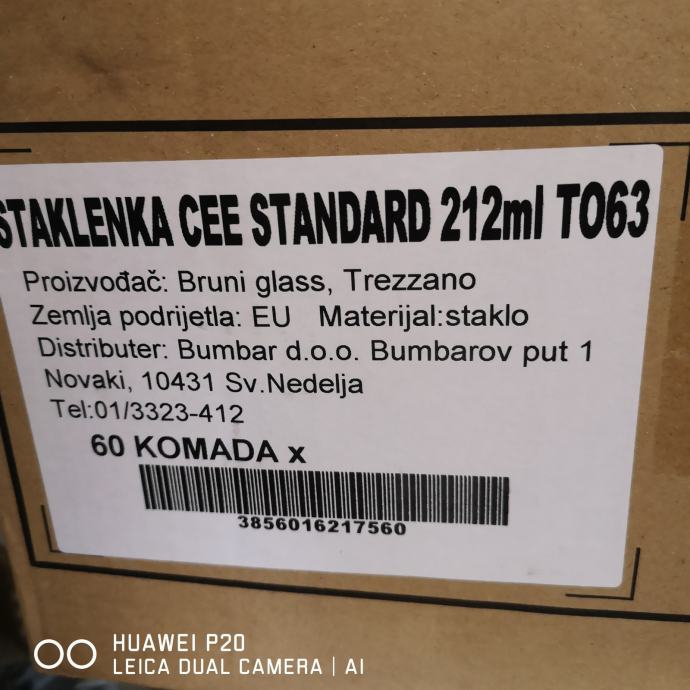 STAKLENKA CEE STANDARD 212ml TO63
Proizvođač: Bruni glass, Trezzano
Zemlja podrijetla: EU Materijal:staklo
Distributer: Bumbar d.o.o. Bumbarov put 1
Novaki, 10431 Sv.Nedelja
Tel:01/3323-412
60 KOMADA x
3856016217560
HUAWEI P20
LEICA DUAL CAMERA | AI